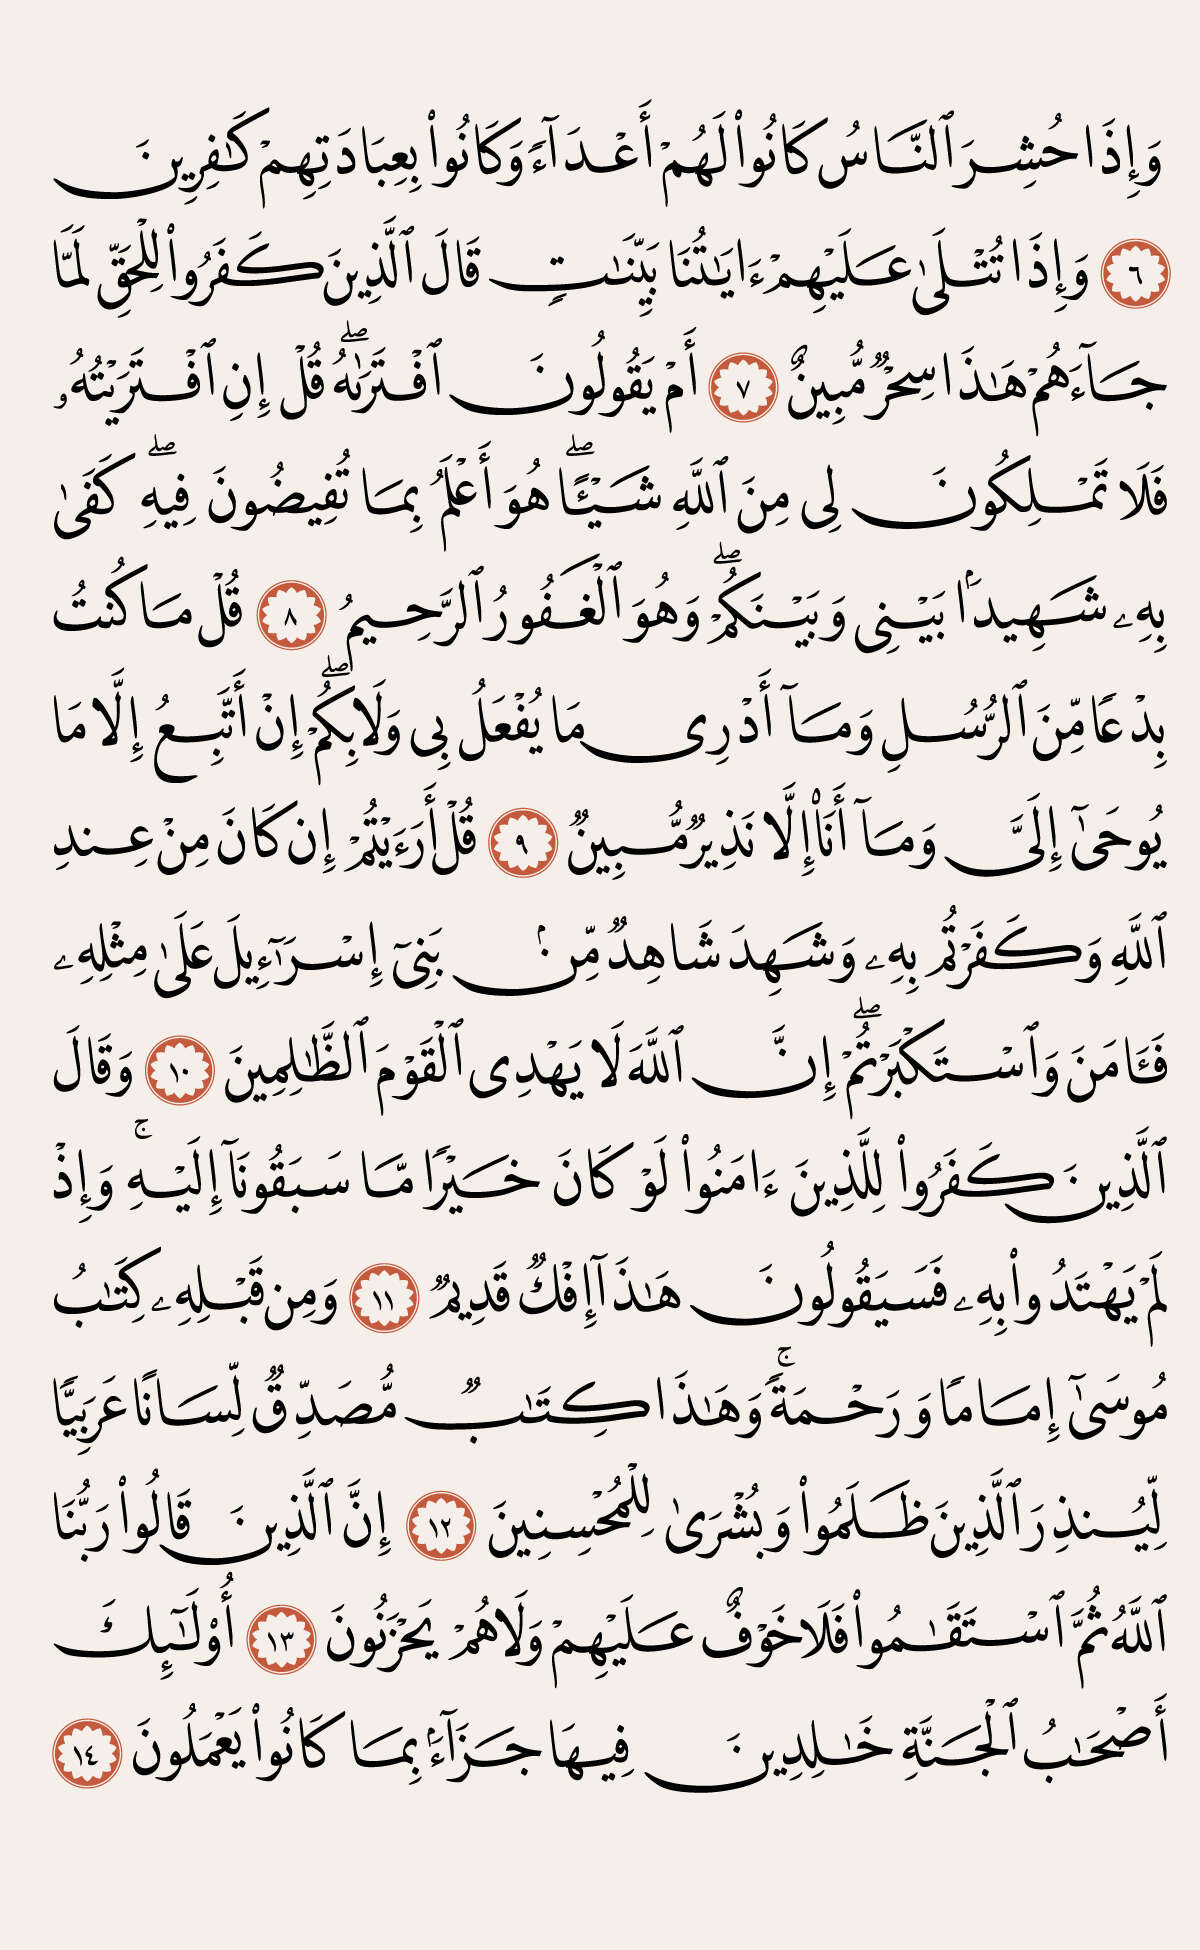 وَإِذَا حُشِرَ ٱلنَّاسُ كَانُوا۟ لَهُمْ أَعْدَآءً وَكَانُوا۟ بِعِبَادَتِهِمْ كَٰفِرِينَ
٦ وَإِذَا تُتْلَىٰ عَلَيْهِمْ ءَايَٰتُنَا بَيِّنَٰتٍ قَالَ ٱلَّذِينَ كَفَرُوا۟ لِلْحَقِّ لَمَّا
جَآءَهُمْ هَٰذَا سِحْرٌ مُّبِينٌ ٧ أَمْ يَقُولُونَ ٱفْتَرَىٰهُ ۖ قُلْ إِنِ ٱفْتَرَيْتُهُۥ
فَلَا تَمْلِكُونَ لِى مِنَ ٱللَّهِ شَيْـًٔا ۖ هُوَ أَعْلَمُ بِمَا تُفِيضُونَ فِيهِ ۖ كَفَىٰ
بِهِۦ شَهِيدًۢا بَيْنِى وَبَيْنَكُمْ ۖ وَهُوَ ٱلْغَفُورُ ٱلرَّحِيمُ ٨ قُلْ مَا كُنتُ
بِدْعًا مِّنَ ٱلرُّسُلِ وَمَآ أَدْرِى مَا يُفْعَلُ بِى وَلَا بِكُمْ ۖ إِنْ أَتَّبِعُ إِلَّا مَا
يُوحَىٰٓ إِلَىَّ وَمَآ أَنَا۠ إِلَّا نَذِيرٌ مُّبِينٌ ٩ قُلْ أَرَءَيْتُمْ إِن كَانَ مِنْ عِندِ
ٱللَّهِ وَكَفَرْتُم بِهِۦ وَشَهِدَ شَاهِدٌ مِّنۢ بَنِىٓ إِسْرَٰٓءِيلَ عَلَىٰ مِثْلِهِۦ
فَـَٔامَنَ وَٱسْتَكْبَرْتُمْ ۖ إِنَّ ٱللَّهَ لَا يَهْدِى ٱلْقَوْمَ ٱلظَّٰلِمِينَ ١٠ وَقَالَ
ٱلَّذِينَ كَفَرُوا۟ لِلَّذِينَ ءَامَنُوا۟ لَوْ كَانَ خَيْرًا مَّا سَبَقُونَآ إِلَيْهِ ۚ وَإِذْ
لَمْ يَهْتَدُوا۟ بِهِۦ فَسَيَقُولُونَ هَٰذَآ إِفْكٌ قَدِيمٌ ١١ وَمِن قَبْلِهِۦ كِتَٰبُ
مُوسَىٰٓ إِمَامًا وَرَحْمَةً ۚ وَهَٰذَا كِتَٰبٌ مُّصَدِّقٌ لِّسَانًا عَرَبِيًّا
لِّيُنذِرَ ٱلَّذِينَ ظَلَمُوا۟ وَبُشْرَىٰ لِلْمُحْسِنِينَ ١٢ إِنَّ ٱلَّذِينَ قَالُوا۟ رَبُّنَا
ٱللَّهُ ثُمَّ ٱسْتَقَٰمُوا۟ فَلَا خَوْفٌ عَلَيْهِمْ وَلَا هُمْ يَحْزَنُونَ ١٣ أُو۟لَٰٓئِكَ
أَصْحَٰبُ ٱلْجَنَّةِ خَٰلِدِينَ فِيهَا جَزَآءًۢ بِمَا كَانُوا۟ يَعْمَلُونَ ١٤